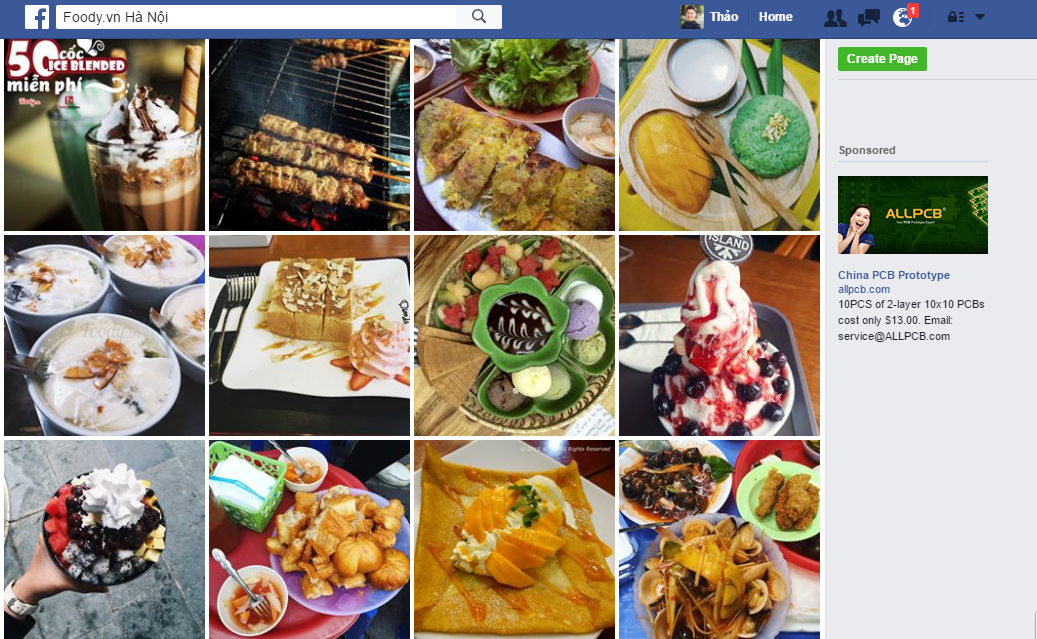 Foody.vn Hà Nội
Thảo
Home
1
50 CỐC
ICE BLENDED
miễn phí
ISLAND
Create Page
Sponsored
ALLPCB
China PCB Prototype
allpcb.com
10PCS of 2-layer 10x10 PCBs
cost only $13.00. Email:
service@ALLPCB.com